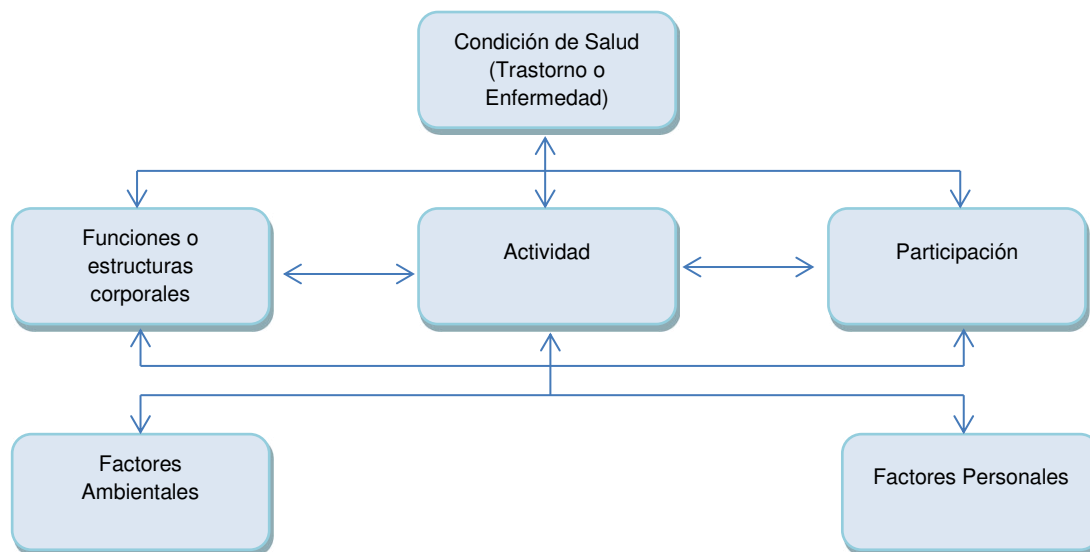 Condición de Salud
(Trastorno o
Enfermedad)
Funciones o
estructuras
corporales
Actividad
Participación
Factores
Ambientales
Factores Personales